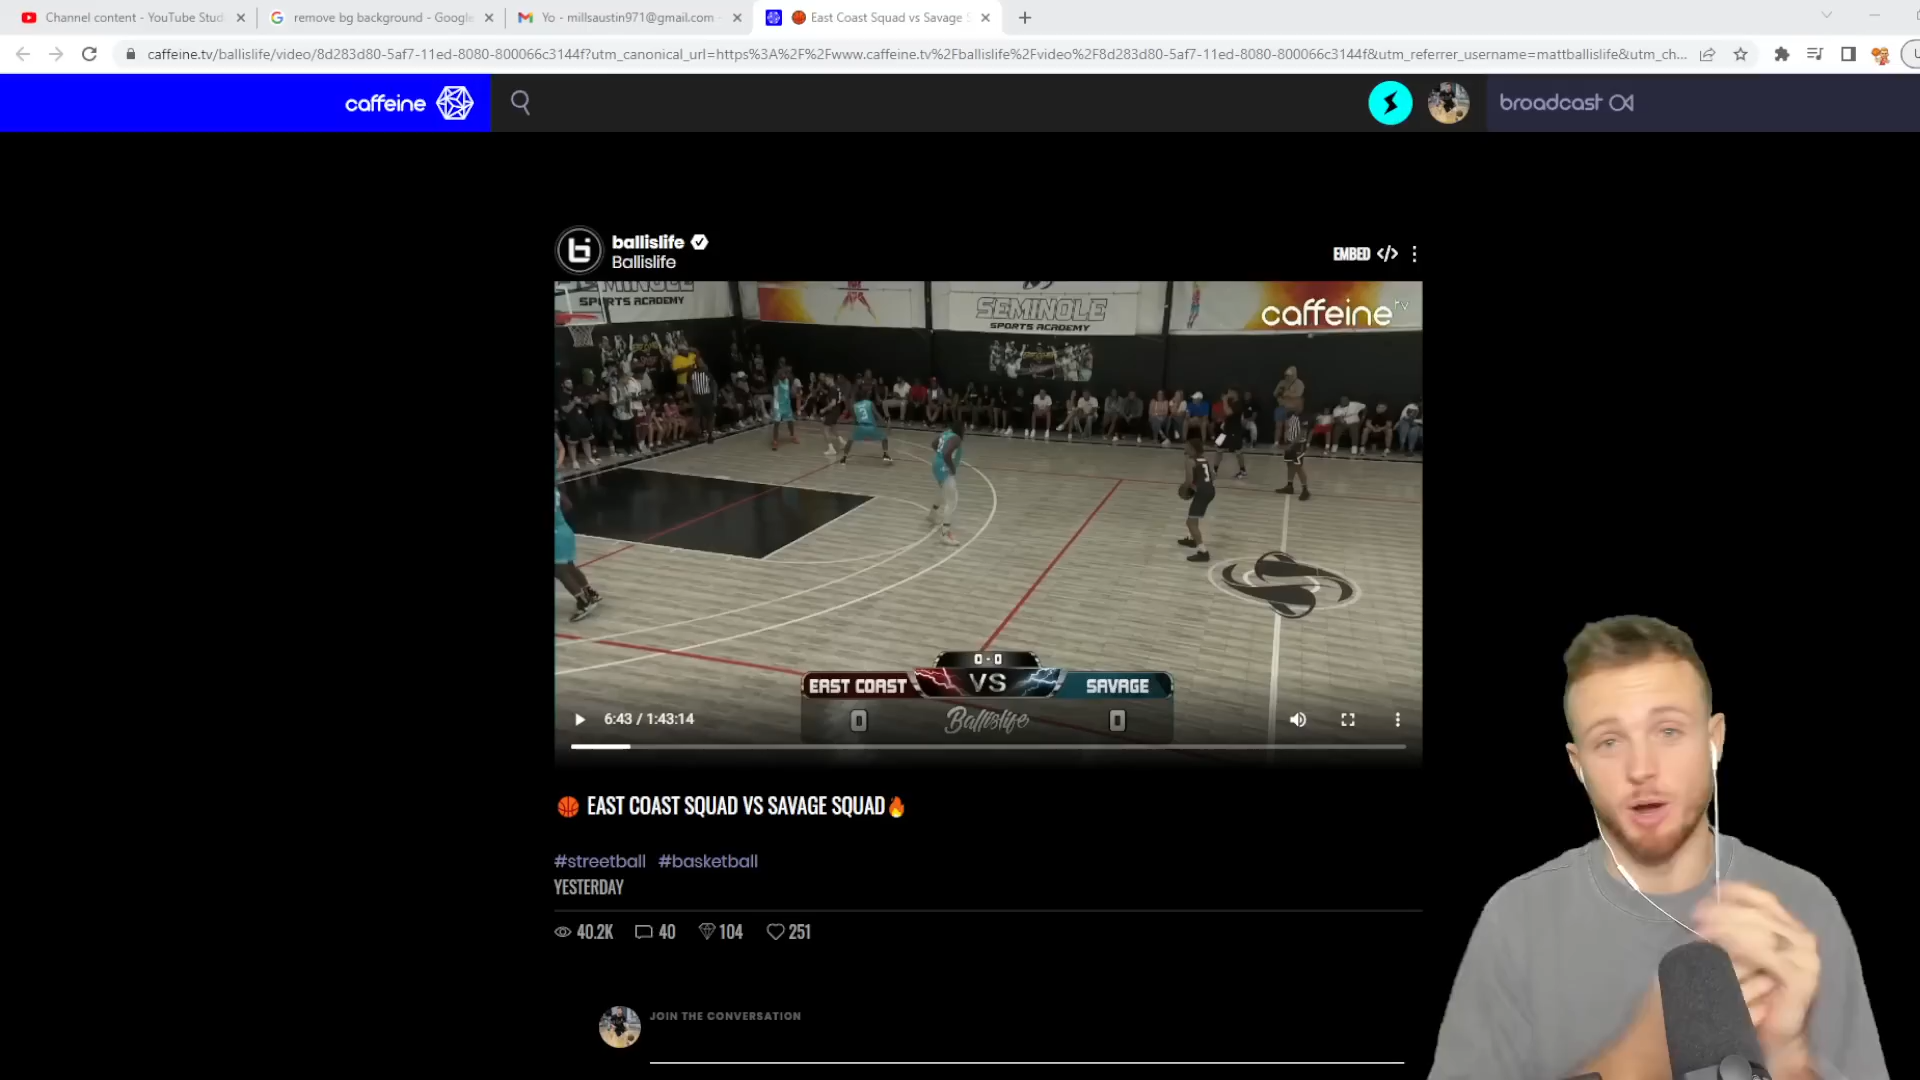 Channel content - YouTube Stud
remove bg background - Google
Yo - millsaustin971@gmail.com -
East Coast Squad vs Savage S
caffeine.tv/ballislife/video/8d283d80-5af7-11ed-8080-800066c3144f?utm_canonical_url=https%3A%2F%2Fwww.caffeine.tv%2Fballislife%2Fvideo%2F8d283d80-5af7-11ed-8080-800066c3144f&utm_referrer_username=mattballislife&utm_ch...
caffeine
broadcast
ballislife
Ballislife
EMBED </>
SEMINOLE
SPORTS ACADEMY
SEMINOLE
SPORTS ACADEMY
caffeine tv
0 - 0
EAST COAST VS SAVAGE
0 Ballislife 0
6:43 / 1:43:14
EAST COAST SQUAD VS SAVAGE SQUAD
#streetball #basketball
YESTERDAY
40.2K 40 104 251
JOIN THE CONVERSATION